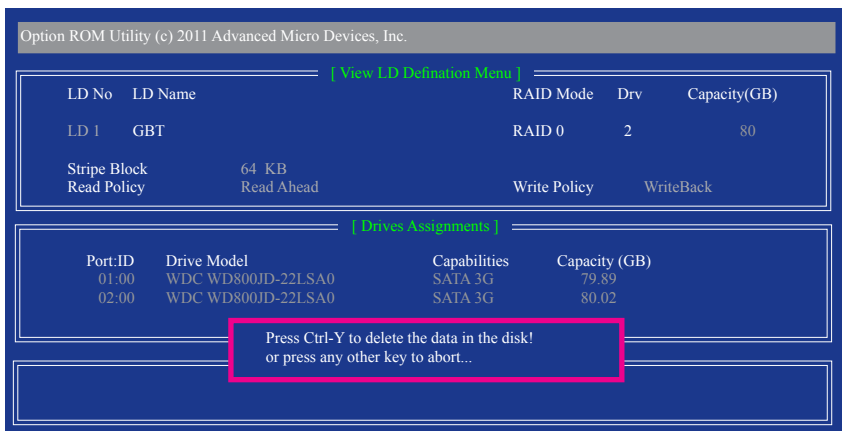 Option ROM Utility (c) 2011 Advanced Micro Devices, Inc.
[ View LD Defination Menu ]
LD No LD Name RAID Mode Drv Capacity(GB)
LD 1 GBT RAID 0 2 80
Stripe Block 64 KB
Read Policy Read Ahead Write Policy WriteBack
[ Drives Assignments ]
Port:ID Drive Model Capabilities Capacity (GB)
01:00 WDC WD800JD-22LSA0 SATA 3G 79.89
02:00 WDC WD800JD-22LSA0 SATA 3G 80.02
Press Ctrl-Y to delete the data in the disk!
or press any other key to abort...